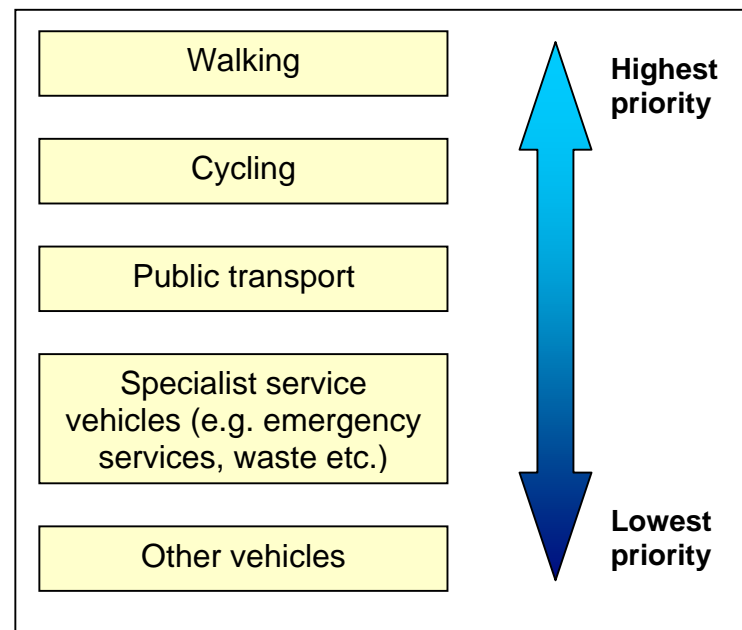 Walking
Highest
priority
Cycling
Public transport
Specialist service
vehicles (e.g. emergency
services, waste etc.)
Other vehicles
Lowest
priority